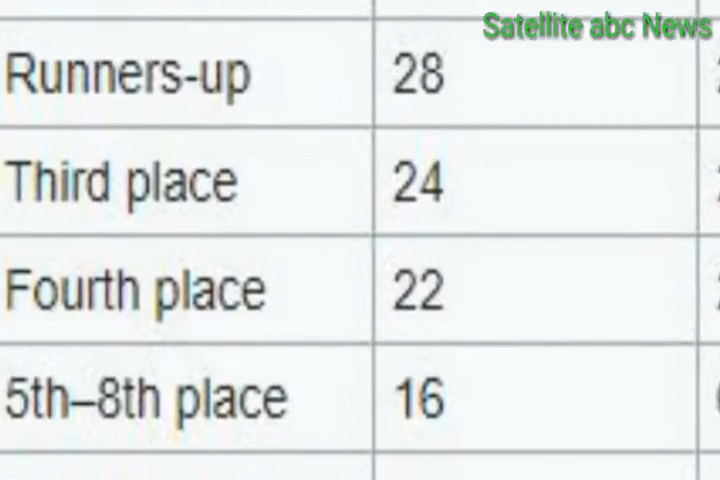 Satellite abc News
Runners-up 28
Third place 24
Fourth place 22
5th–8th place 16